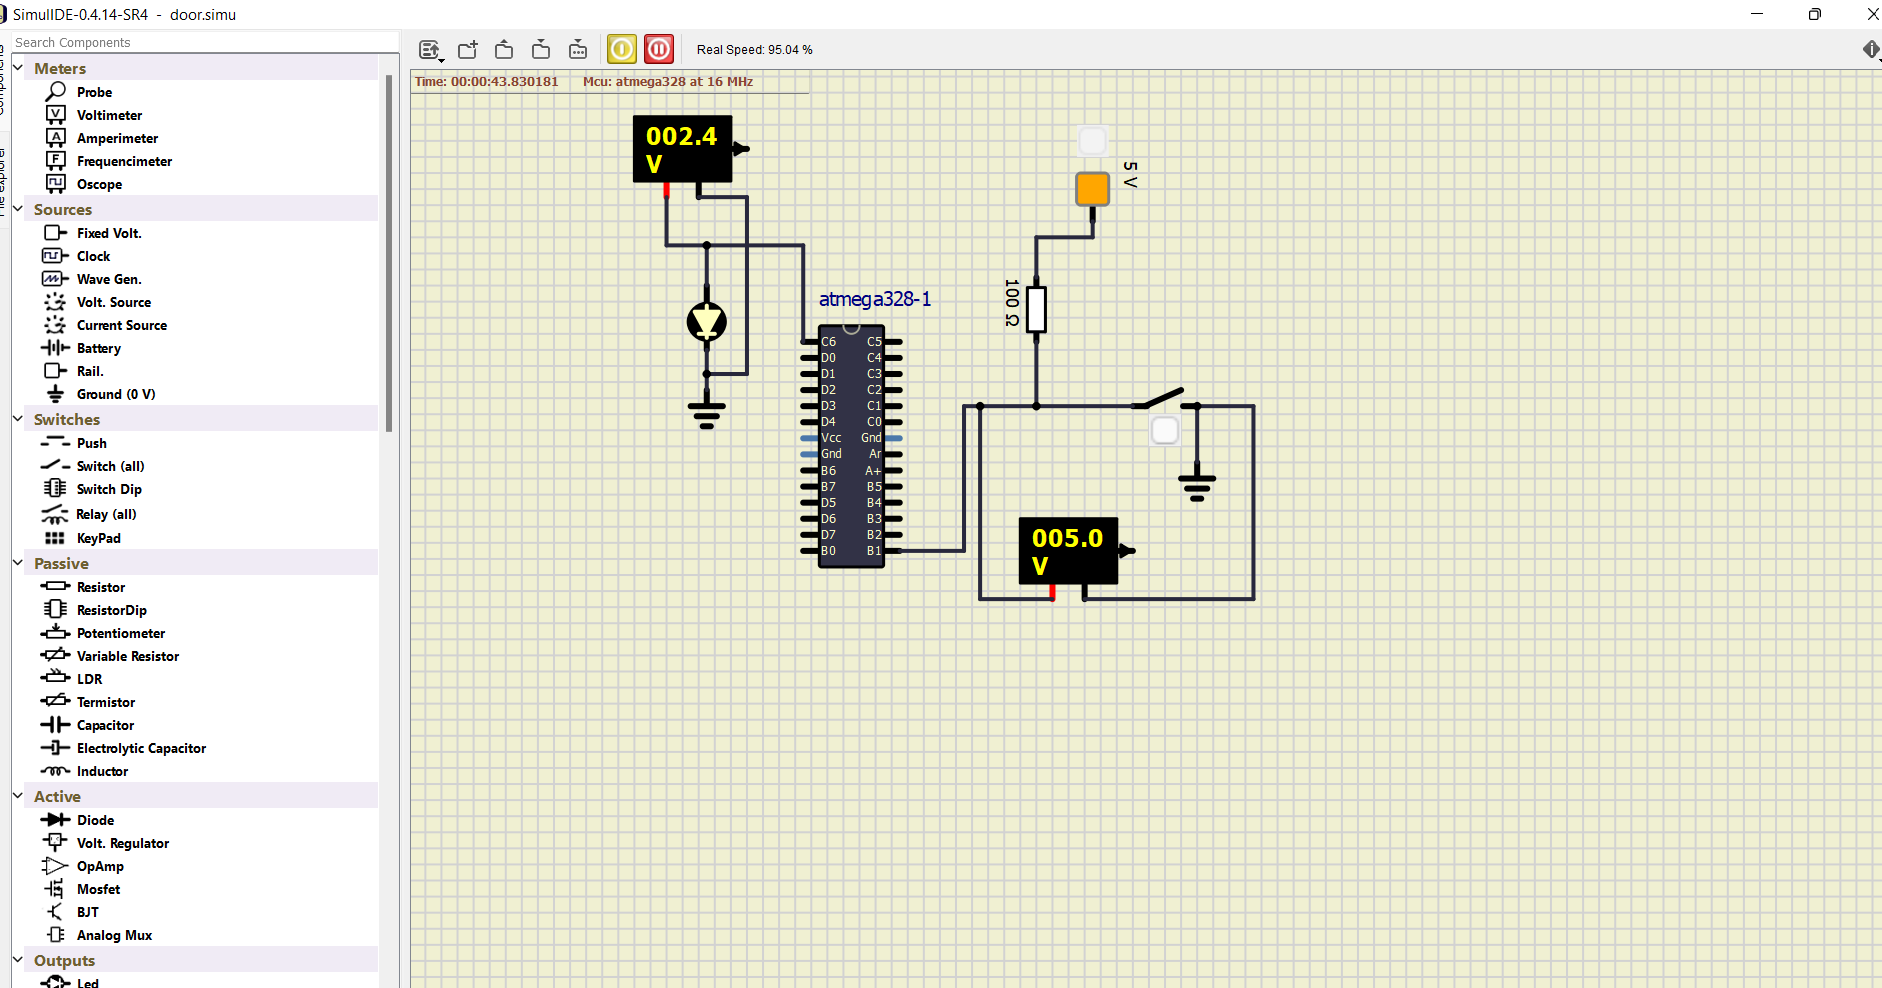 SimulIDE-0.4.14-SR4 - door.simu
Search Components
Real Speed: 95.04 %
Time: 00:00:43.830181 Mcu: atmega328 at 16 MHz
Meters
Probe
Voltimeter
Amperimeter
Frequencimeter
Oscope
Sources
Fixed Volt.
Clock
Wave Gen.
Volt. Source
Current Source
Battery
Rail.
Ground (0 V)
Switches
Push
Switch (all)
Switch Dip
Relay (all)
KeyPad
Passive
Resistor
ResistorDip
Potentiometer
Variable Resistor
LDR
Termistor
Capacitor
Electrolytic Capacitor
Inductor
Active
Diode
Volt. Regulator
OpAmp
Mosfet
BJT
Analog Mux
Outputs
Led
002.4
V
5 V
100 Ω
atmega328-1
C6 C5
D0 C4
D1 C3
D2 C2
D3 C1
D4 C0
Vcc Gnd
Gnd Ar
B6 A+
B7 B5
D5 B4
D6 B3
D7 B2
B0 B1
005.0
V